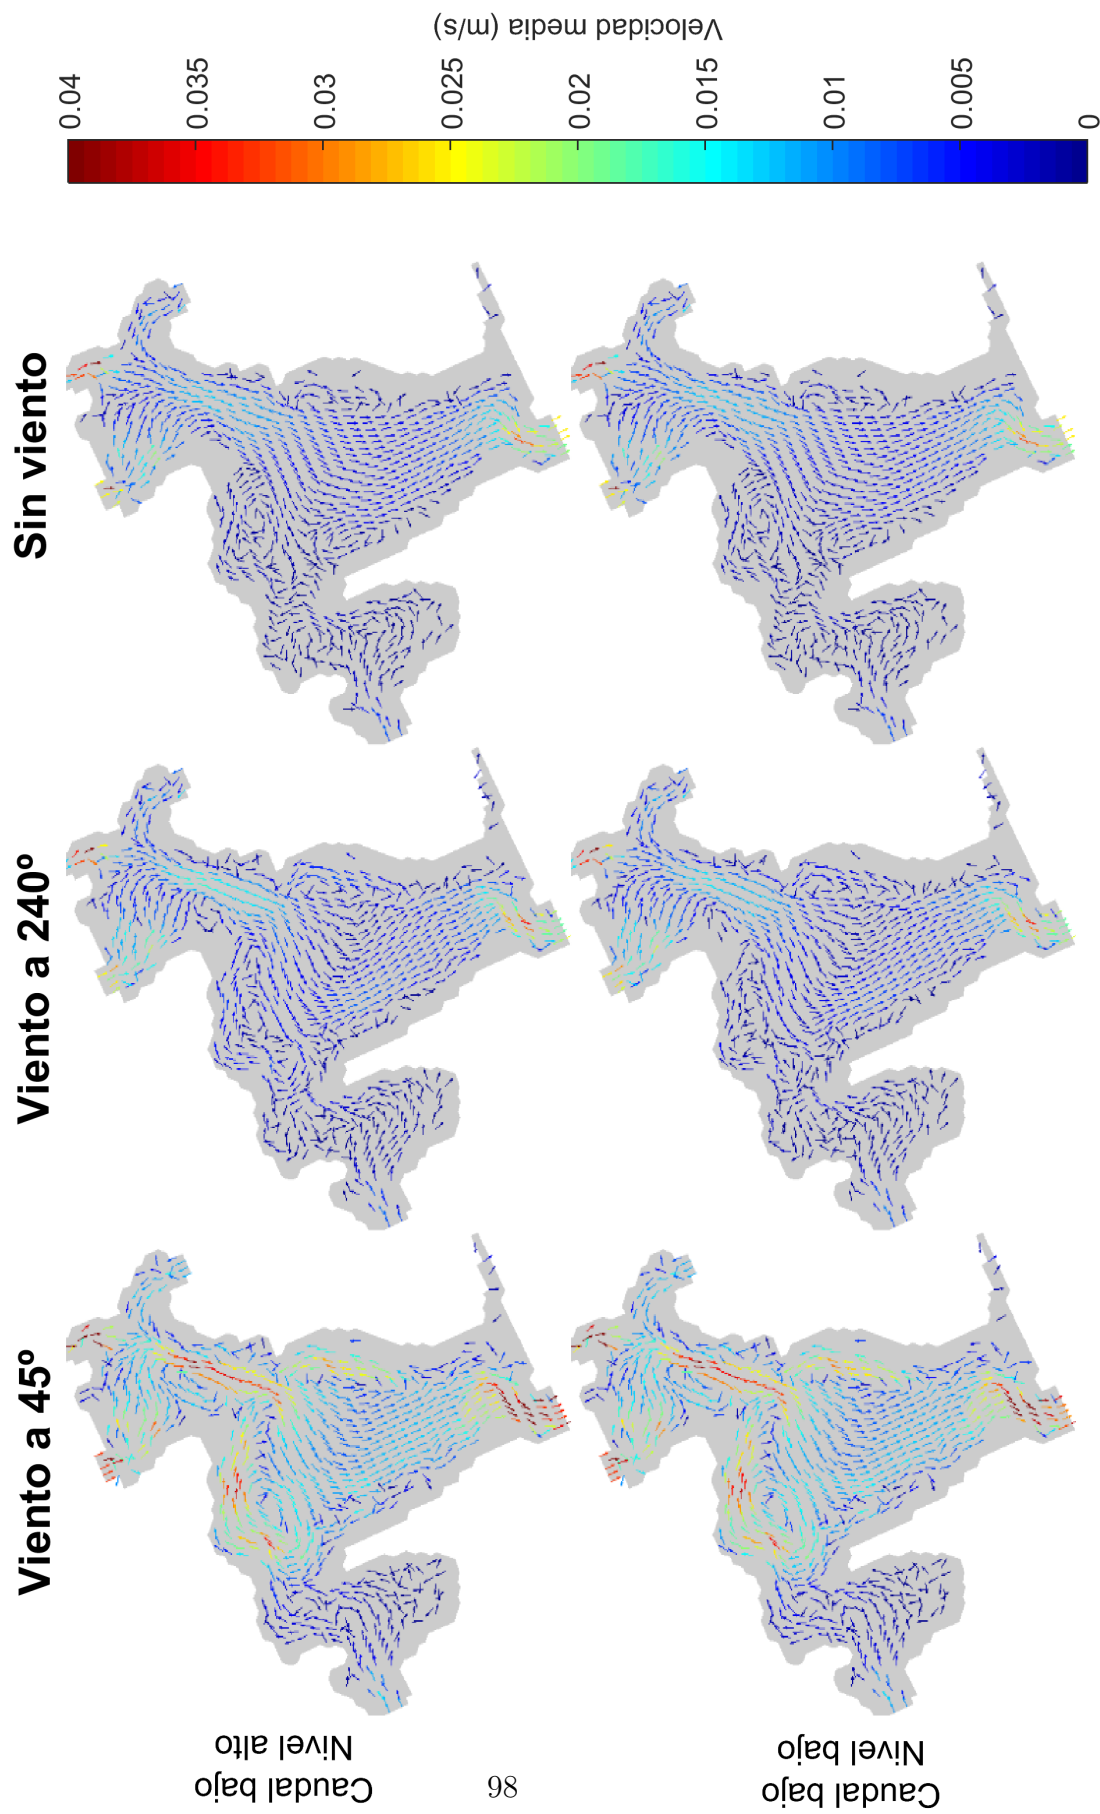 Viento a 45º
Viento a 240º
Sin viento
Caudal bajo
Nivel alto
Caudal bajo
Nivel bajo
0.04
0.035
0.03
0.025
0.02
0.015
0.01
0.005
0
Velocidad media (m/s)
98